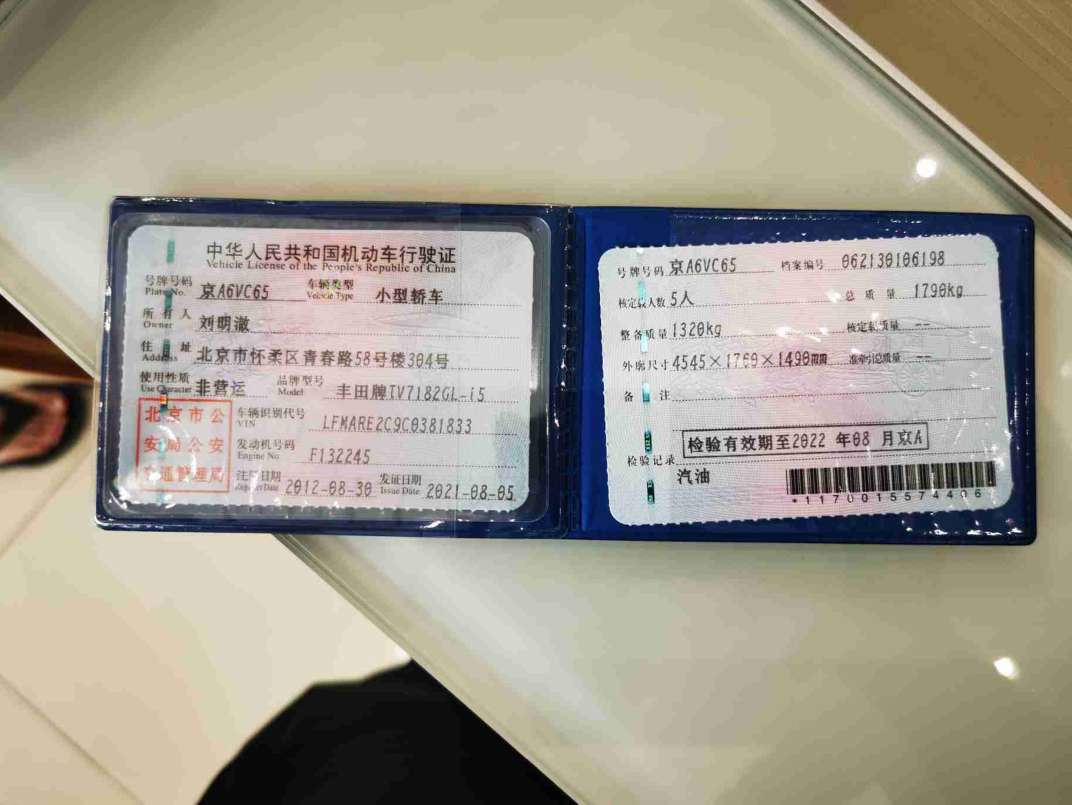 中华人民共和国机动车行驶证
Vehicle License of the People's Republic of China
号牌号码 京A6VC65 车辆类型 小型轿车
Plate No. Vehicle Type
所有人 刘明澈
Owner
住址 北京市怀柔区青春路58号楼304号
Address
使用性质 非营运 品牌型号 丰田牌TV7182GL-i5
Use Character Model
北京市公
安局公安
交通管理局
车辆识别代号 LFMARE2C9C0381833
VIN
发动机号码 F132245
Engine No.
注册日期 2012-08-30 发证日期 2021-08-05
Register Date Issue Date
号牌号码 京A6VC65 档案编号 062130106198
核定载人数 5人 总质量 1790kg
整备质量 1320kg 核定载质量 --
外廓尺寸 4545×1760×1490mm 准牵引总质量 --
备注
检验有效期至2022 年08 月京A
检验记录
汽油
*1170015574406*